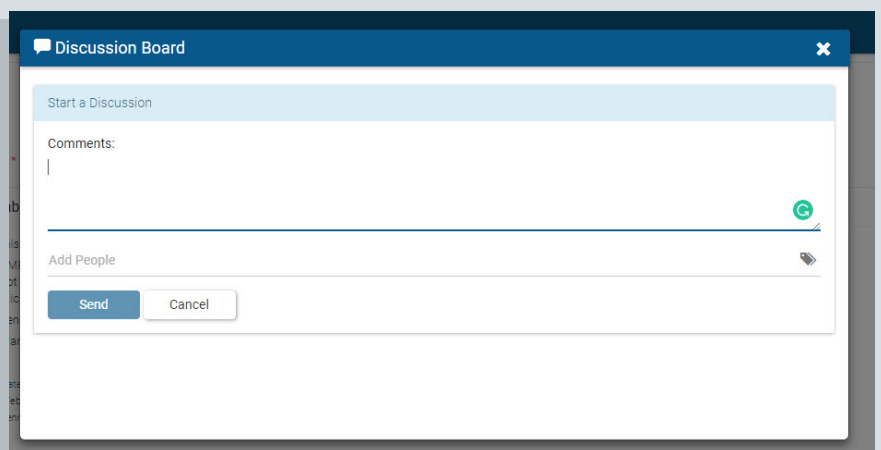 Discussion Board
Start a Discussion
Comments:
Add People
Send Cancel